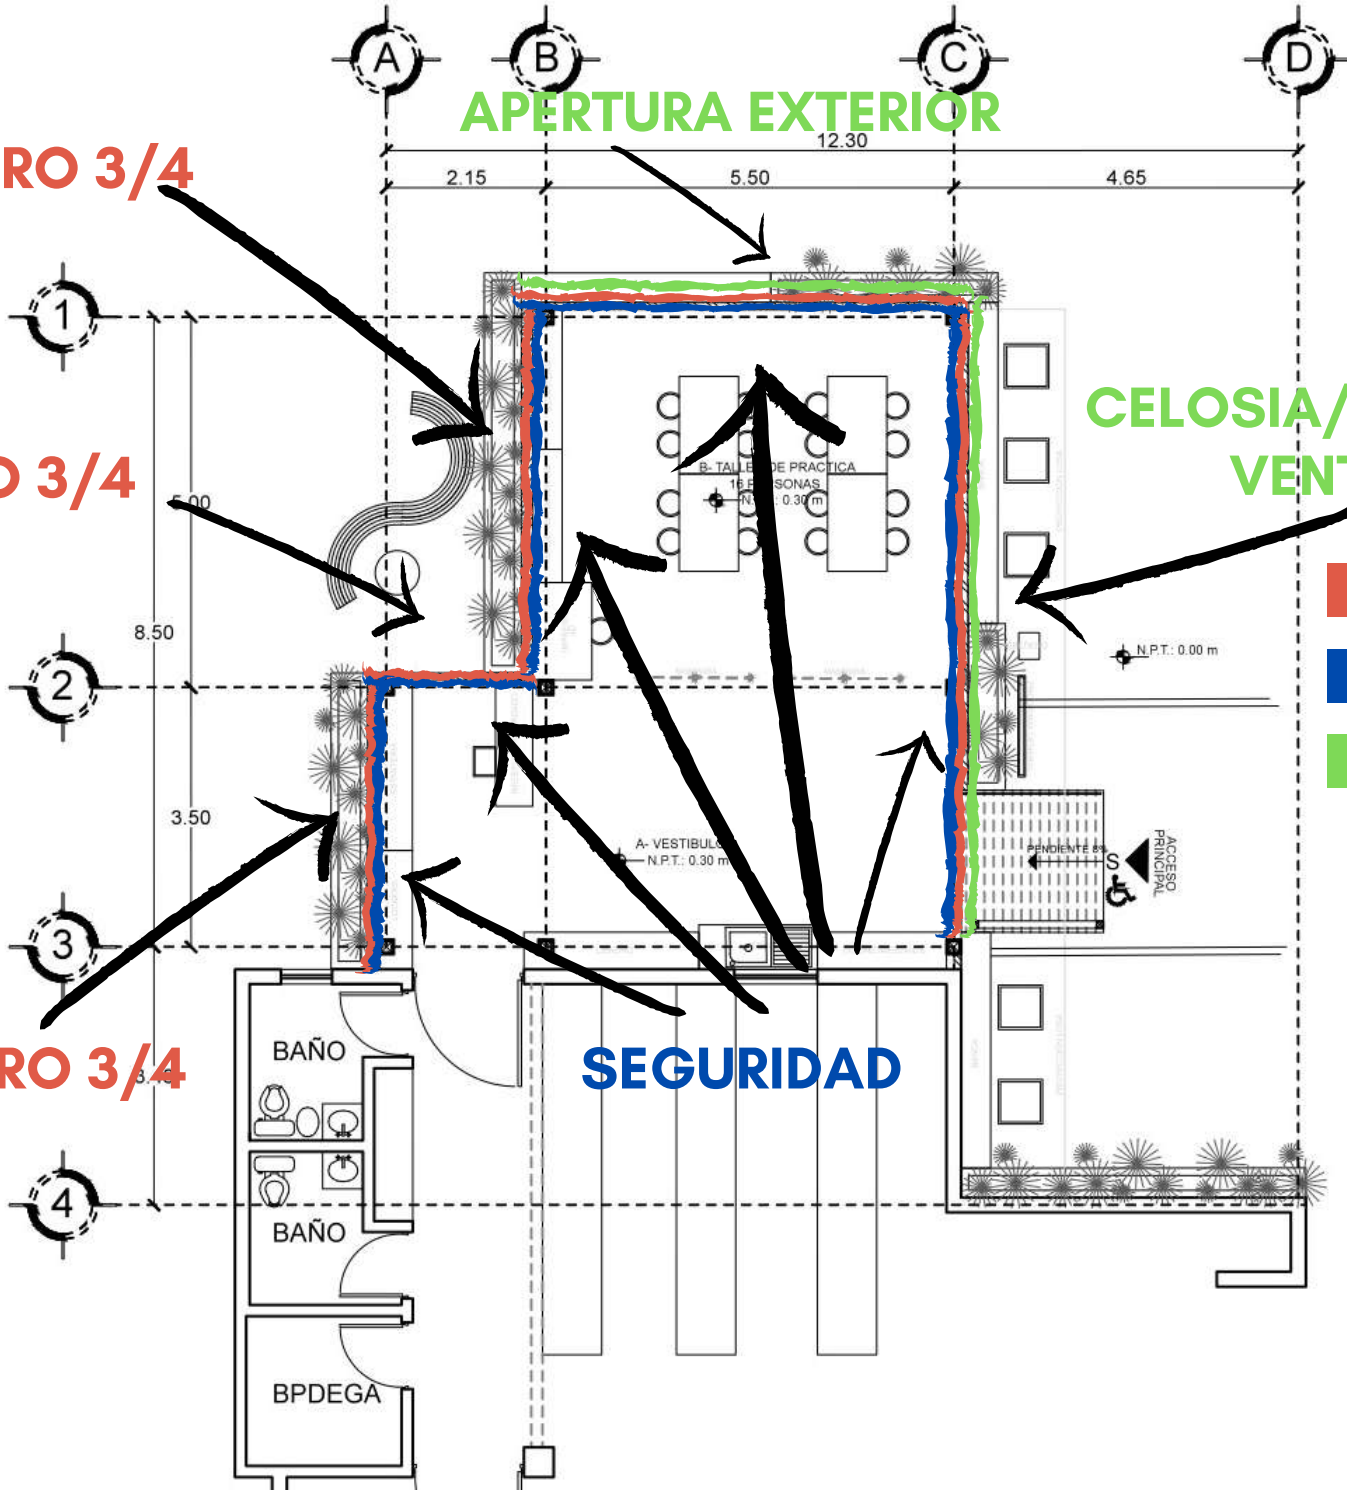 A
B
C
D
APERTURA EXTERIOR
12.30
RO 3/4
2.15
5.50
4.65
1
CELOSIA/
VENT
B- TALLER DE PRACTICA
16 PERSONAS
N.P.T.: 0.30 m
O 3/4
5.00
8.50
N.P.T.: 0.00 m
2
3.50
A- VESTIBULO
N.P.T.: 0.30 m
PENDIENTE 8%
S
ACCESO
PRINCIPAL
3
BAÑO
SEGURIDAD
RO 3/4
4
BAÑO
BPDEGA